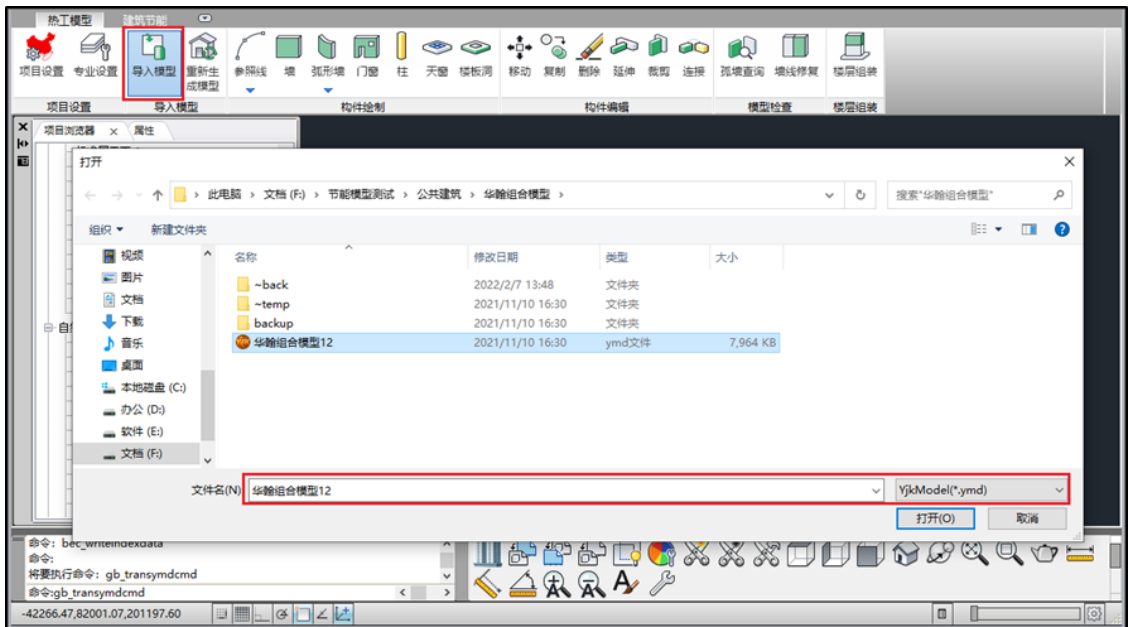 热工模型 建筑节能
项目设置 专业设置 导入模型 重新生成模型 参照线 墙 弧形墙 门窗 柱 天窗 楼板洞 移动 复制 删除 延伸 裁剪 连接 孤墙查询 墙线修复 楼层组装
项目设置 导入模型 构件绘制 构件编辑 模型检查 楼层组装
项目浏览器 x 属性
打开
此电脑 › 文档 (F:) › 节能模型测试 › 公共建筑 › 华翰组合模型 ›
搜索"华翰组合模型"
组织 新建文件夹
名称 修改日期 类型 大小
视频
图片
文档
下载
音乐
桌面
本地磁盘 (C:)
办公 (D:)
软件 (E:)
文档 (F:)
~back 2022/2/7 13:48 文件夹
~temp 2021/11/10 16:30 文件夹
backup 2021/11/10 16:30 文件夹
华翰组合模型12 2021/11/10 16:30 ymd文件 7,964 KB
文件名(N) 华翰组合模型12 YjkModel(*.ymd)
打开(O) 取消
命令: bec_writeindexdata
命令:
将要执行命令: gb_transymdcmd
命令:gb_transymdcmd
-42266.47,82001.07,201197.60